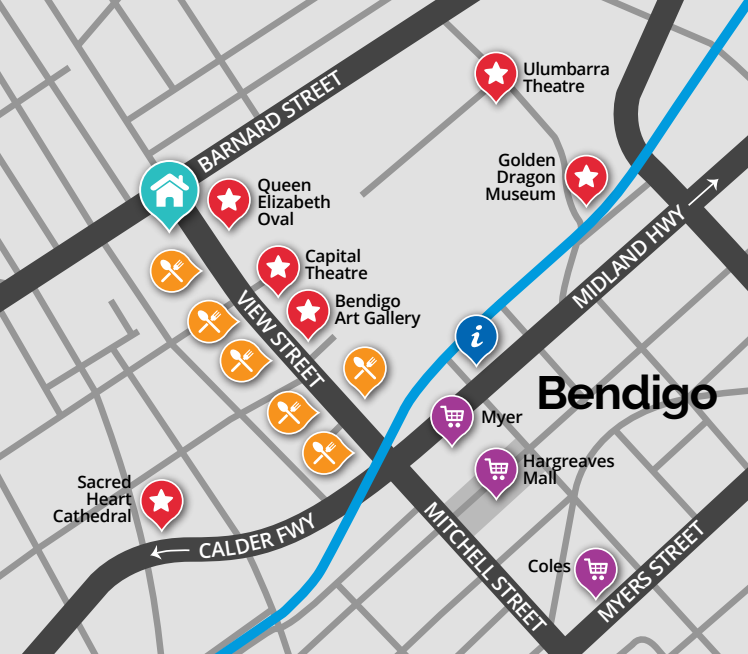 BARNARD STREET
Ulumbarra
Theatre
Golden
Dragon
Museum
Queen
Elizabeth
Oval
Capital
Theatre
Bendigo
Art Gallery
VIEW STREET
MIDLAND HWY
i
Bendigo
Myer
Hargreaves
Mall
Sacred
Heart
Cathedral
CALDER FWY
MITCHELL STREET
Coles
MYERS STREET